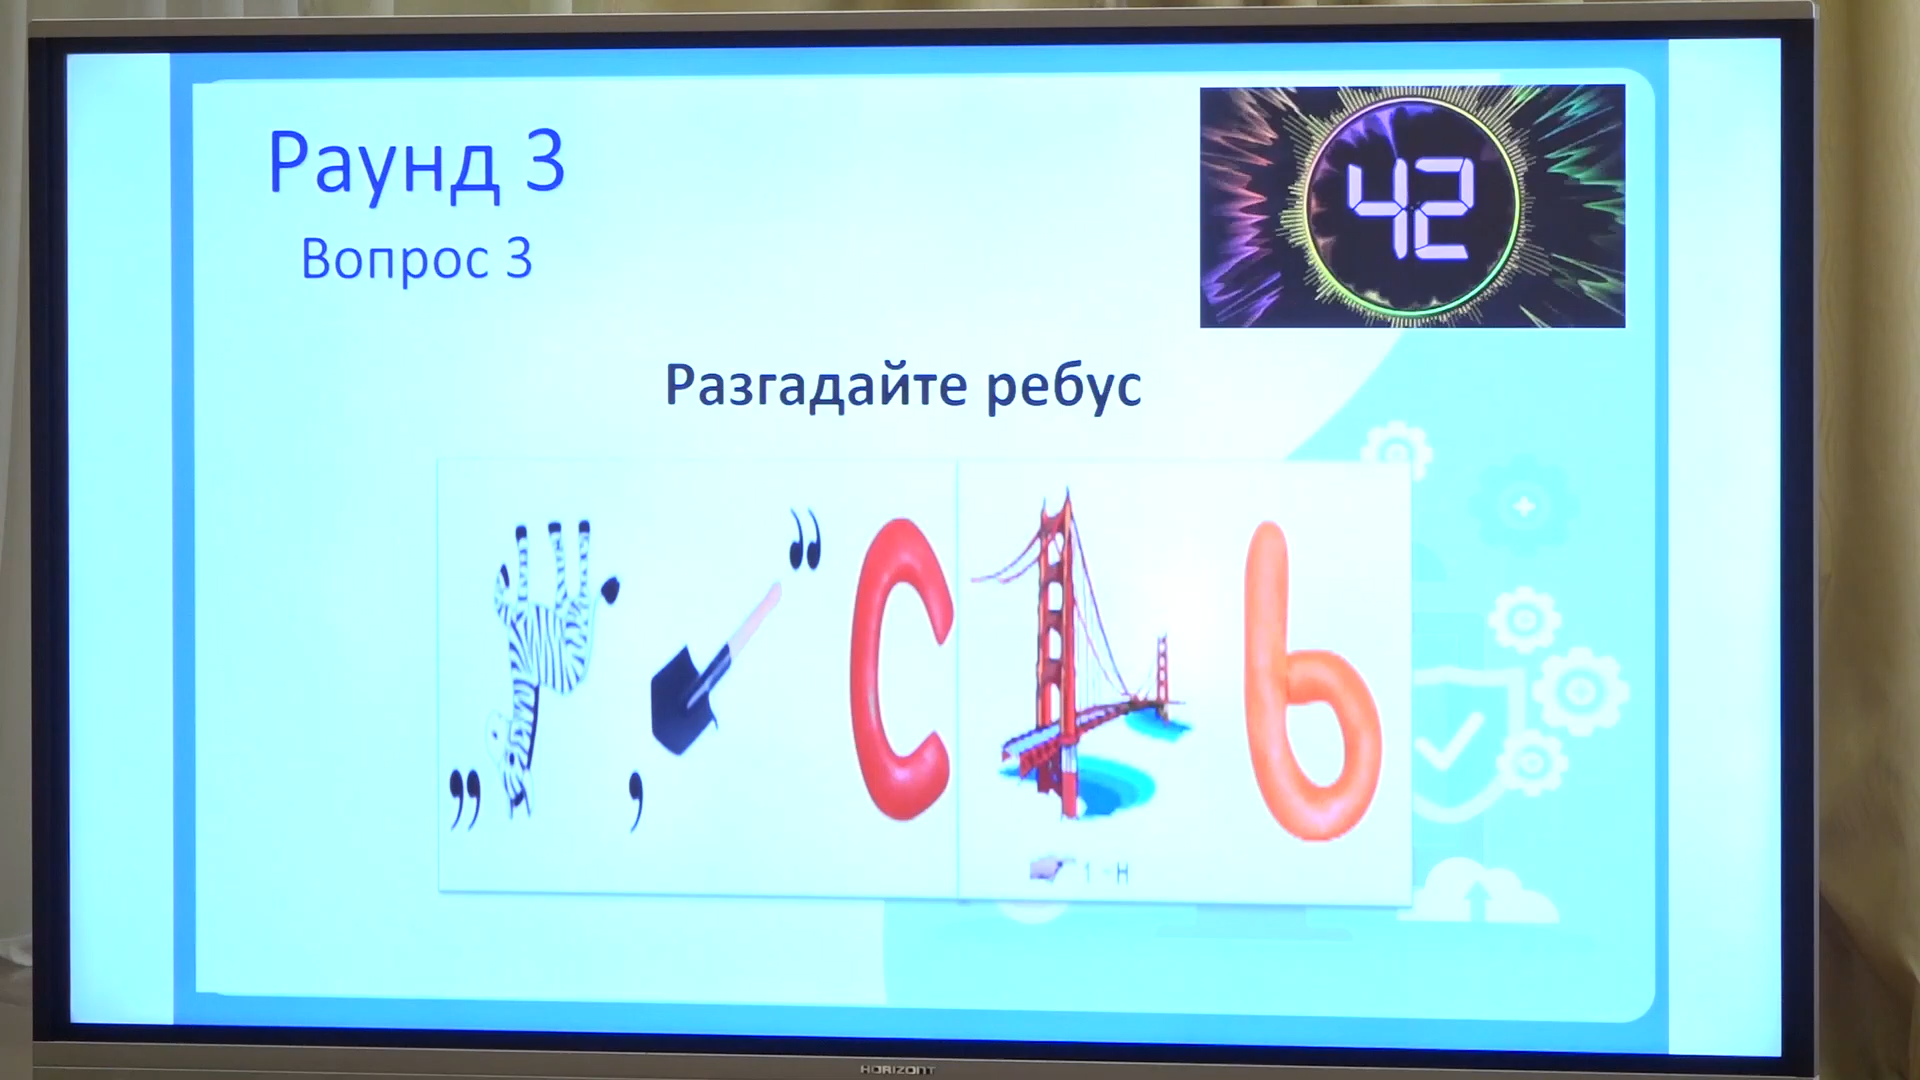 Раунд 3
42
Вопрос 3
Разгадайте ребус
„ , “ С Ь
1 - Н
HORIZONT